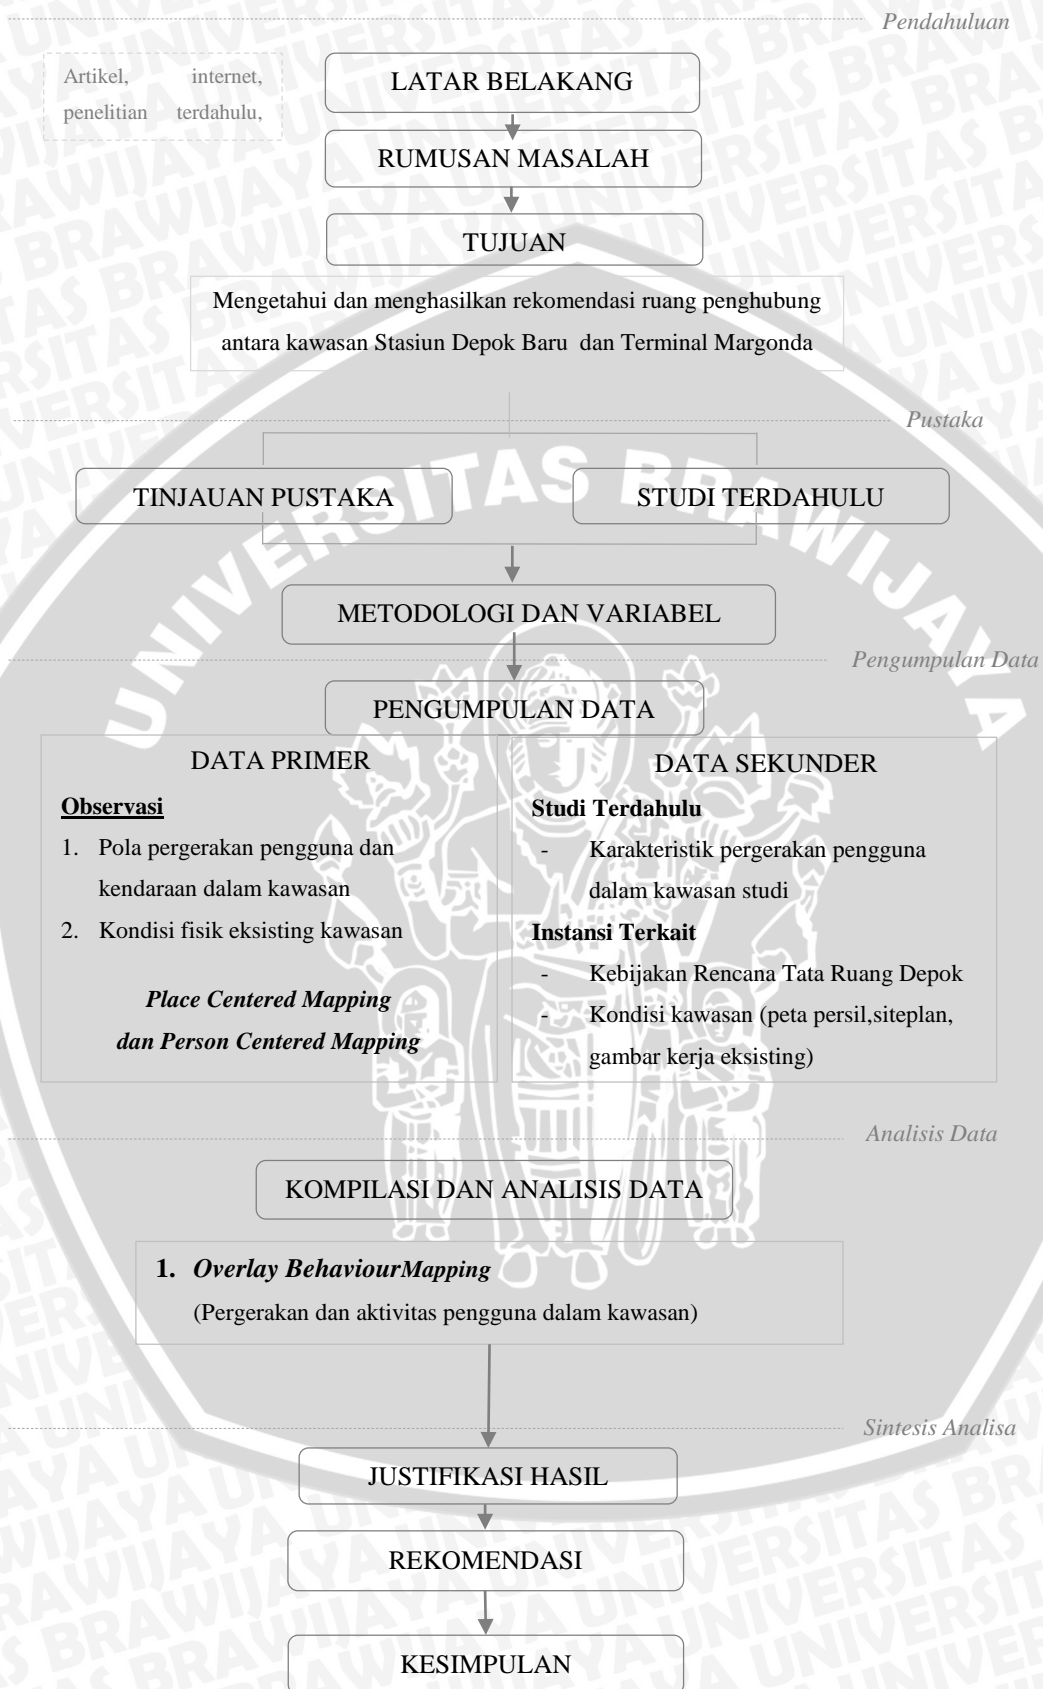 Pendahuluan
Artikel, internet,
penelitian terdahulu,
LATAR BELAKANG
RUMUSAN MASALAH
TUJUAN
Mengetahui dan menghasilkan rekomendasi ruang penghubung
antara kawasan Stasiun Depok Baru dan Terminal Margonda
Pustaka
UNIVERSITAS BRAWIJAYA
TINJAUAN PUSTAKA
STUDI TERDAHULU
METODOLOGI DAN VARIABEL
Pengumpulan Data
PENGUMPULAN DATA
DATA PRIMER
Observasi
1. Pola pergerakan pengguna dan
kendaraan dalam kawasan
2. Kondisi fisik eksisting kawasan
Place Centered Mapping
dan Person Centered Mapping
DATA SEKUNDER
Studi Terdahulu
- Karakteristik pergerakan pengguna
dalam kawasan studi
Instansi Terkait
- Kebijakan Rencana Tata Ruang Depok
- Kondisi kawasan (peta persil,siteplan,
gambar kerja eksisting)
Analisis Data
KOMPILASI DAN ANALISIS DATA
1. Overlay BehaviourMapping
(Pergerakan dan aktivitas pengguna dalam kawasan)
Sintesis Analisa
JUSTIFIKASI HASIL
REKOMENDASI
KESIMPULAN